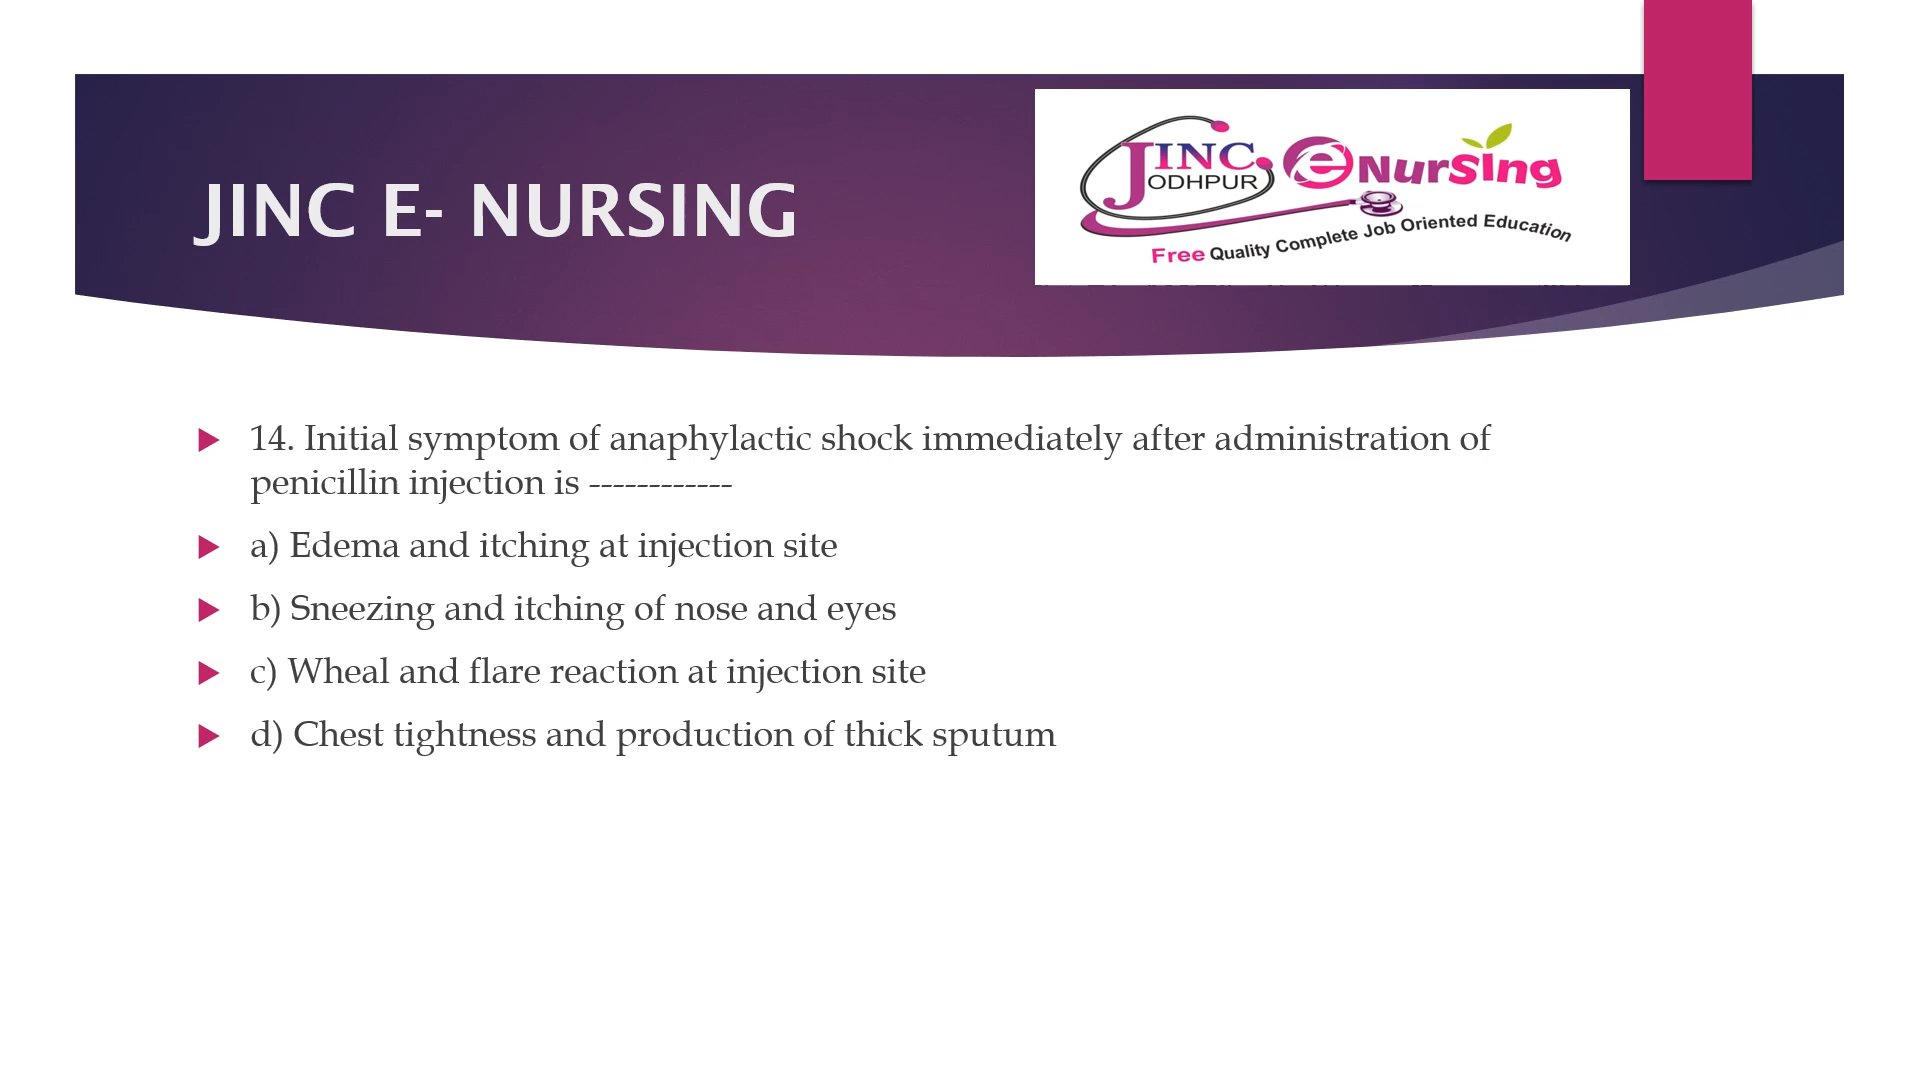 JINC E- NURSING
JINC
ODHPUR
eNursing
Free Quality Complete Job Oriented Education
14. Initial symptom of anaphylactic shock immediately after administration of
penicillin injection is ------------
a) Edema and itching at injection site
b) Sneezing and itching of nose and eyes
c) Wheal and flare reaction at injection site
d) Chest tightness and production of thick sputum